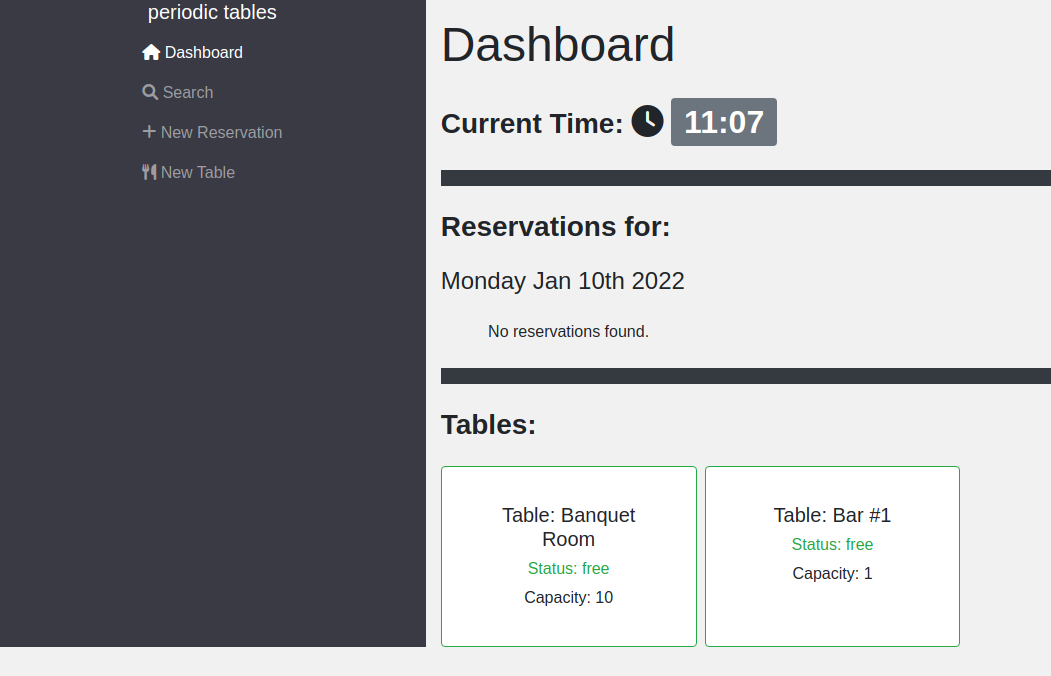 periodic tables
Dashboard
Search
New Reservation
New Table
Dashboard
Current Time: 11:07
Reservations for:
Monday Jan 10th 2022
No reservations found.
Tables:
Table: Banquet
Room
Status: free
Capacity: 10
Table: Bar #1
Status: free
Capacity: 1